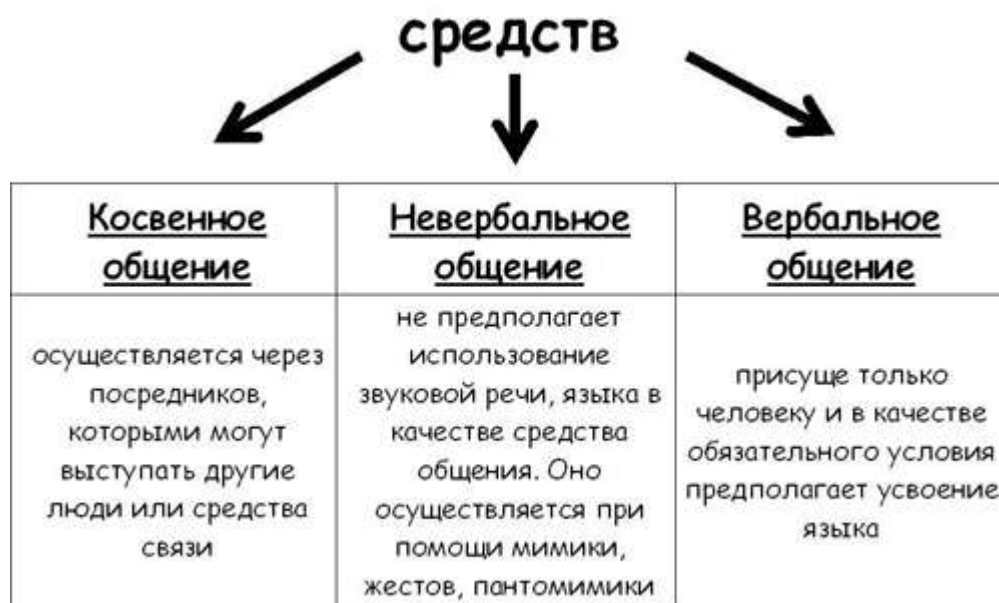 средств
Косвенное
общение
Невербальное
общение
Вербальное
общение
осуществляется через
посредников,
которыми могут
выступать другие
люди или средства
связи
не предполагает
использование
звуковой речи, языка в
качестве средства
общения. Оно
осуществляется при
помощи мимики,
жестов, пантомимики
присуще только
человеку и в качестве
обязательного условия
предполагает усвоение
языка